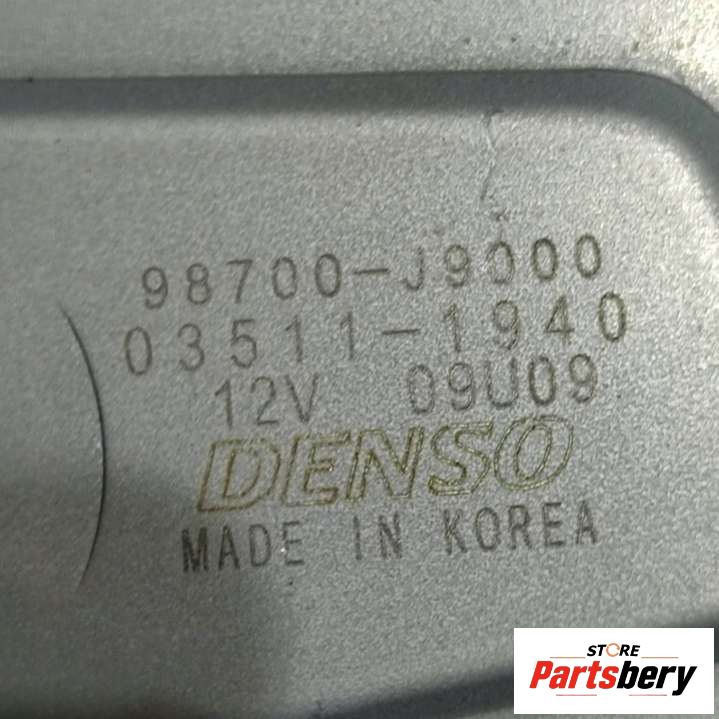 98700-J9000
03511-1940
12V 09U09
DENSO
MADE IN KOREA
STORE
Partsbery